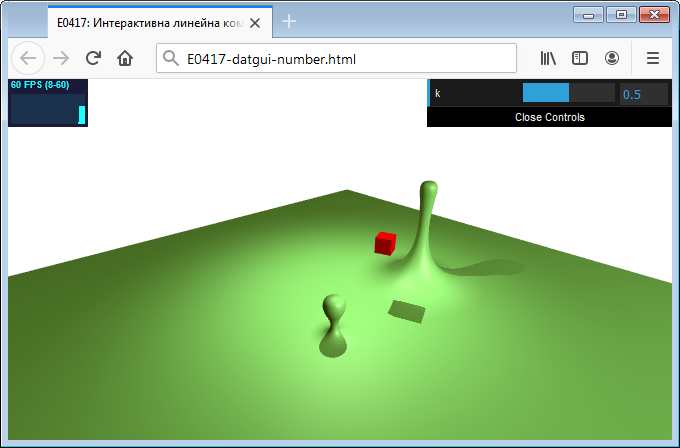 E0417: Интерактивна линейна ком
E0417-datgui-number.html
60 FPS (8-60)
k
0.5
Close Controls